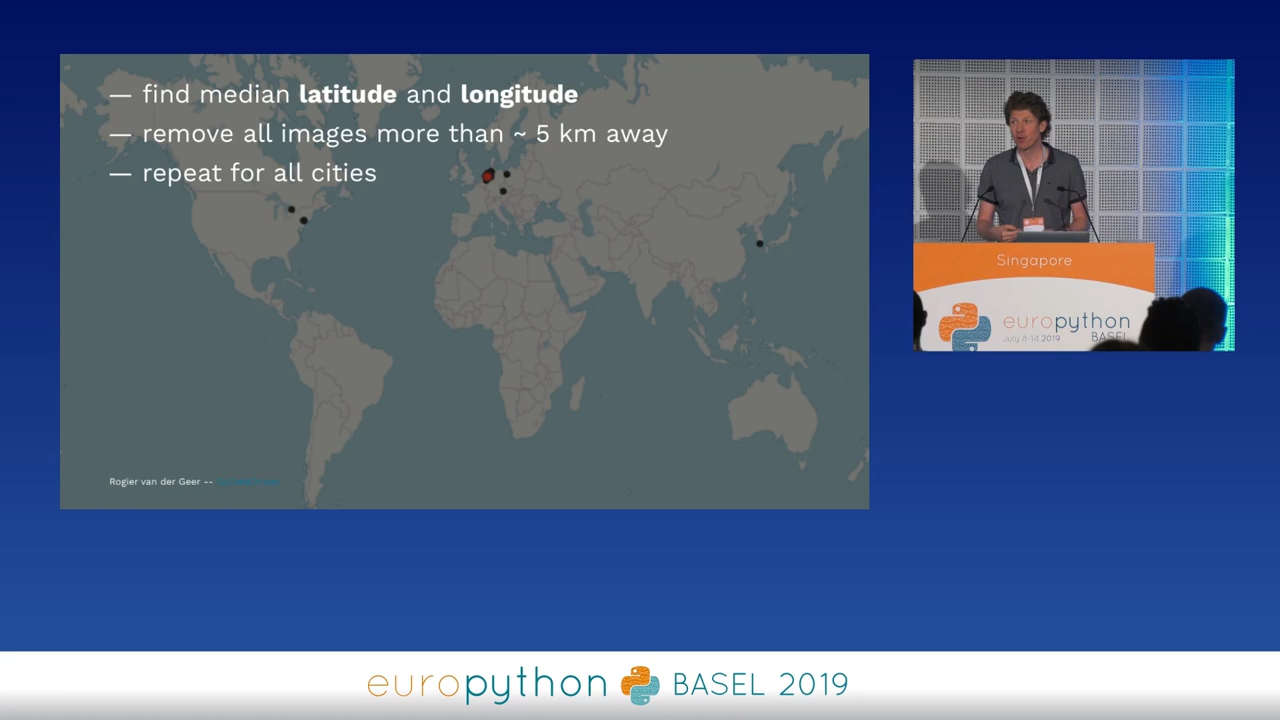 — find median latitude and longitude
— remove all images more than ~ 5 km away
— repeat for all cities
Rogier van der Geer --
Singapore
europython
July 8-14 2019
BASEL
europython BASEL 2019